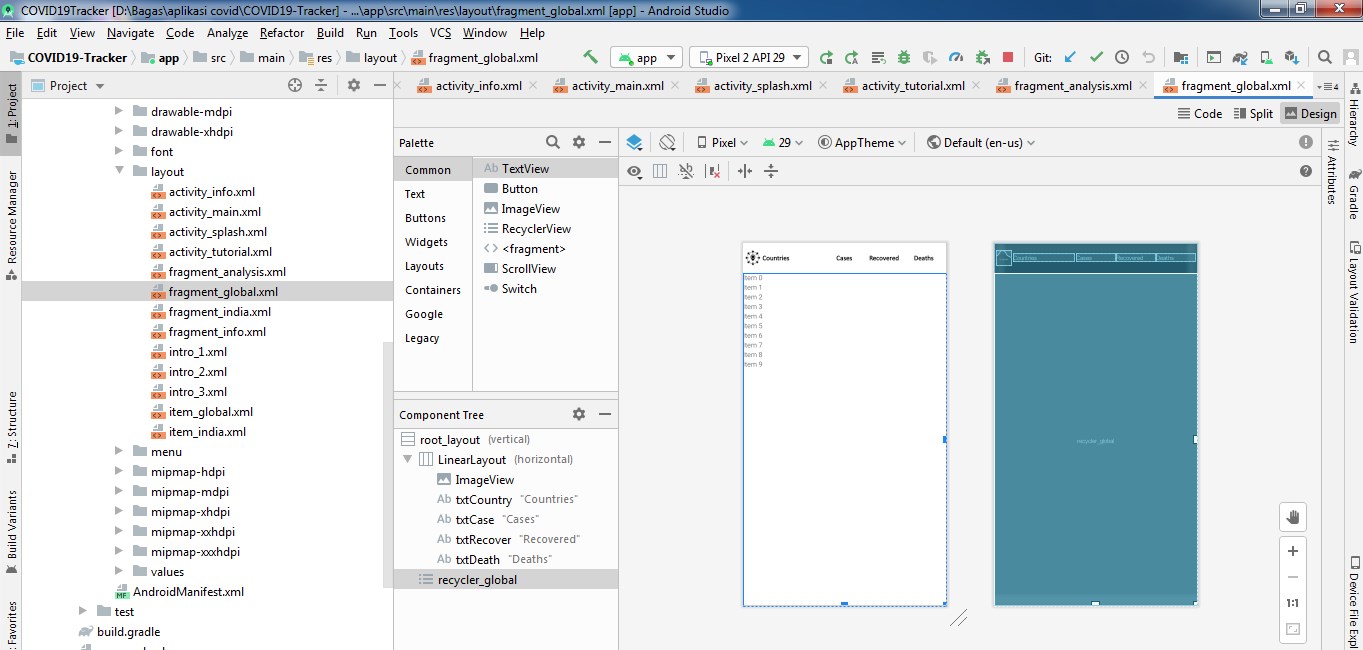 COVID19Tracker [D:\Bagas\aplikasi covid\COVID19-Tracker] - ...\app\src\main\res\layout\fragment_global.xml [app] - Android Studio
File Edit View Navigate Code Analyze Refactor Build Run Tools VCS Window Help
COVID19-Tracker app src main res layout fragment_global.xml app Pixel 2 API 29 Git:
Project activity_info.xml activity_main.xml activity_splash.xml activity_tutorial.xml fragment_analysis.xml fragment_global.xml 4
Code Split Design
1: Project
Resource Manager
7: Structure
Build Variants
Favorites
drawable-mdpi
drawable-xhdpi
font
layout
activity_info.xml
activity_main.xml
activity_splash.xml
activity_tutorial.xml
fragment_analysis.xml
fragment_global.xml
fragment_india.xml
fragment_info.xml
intro_1.xml
intro_2.xml
intro_3.xml
item_global.xml
item_india.xml
menu
mipmap-hdpi
mipmap-mdpi
mipmap-xhdpi
mipmap-xxhdpi
mipmap-xxxhdpi
values
MF AndroidManifest.xml
test
build.gradle
Palette
Common
Text
Buttons
Widgets
Layouts
Containers
Google
Legacy
Ab TextView
Button
ImageView
RecyclerView
<fragment>
ScrollView
Switch
Component Tree
root_layout (vertical)
LinearLayout (horizontal)
ImageView
Ab txtCountry "Countries"
Ab txtCase "Cases"
Ab txtRecover "Recovered"
Ab txtDeath "Deaths"
recycler_global
Pixel 29 AppTheme Default (en-us)
Countries Cases Recovered Deaths
Item 0
Item 1
Item 2
Item 3
Item 4
Item 5
Item 6
Item 7
Item 8
Item 9
Countries Cases Recovered Deaths
recycler_global
1:1
Attributes
Hierarchy
Gradle
Layout Validation
Device File Expl